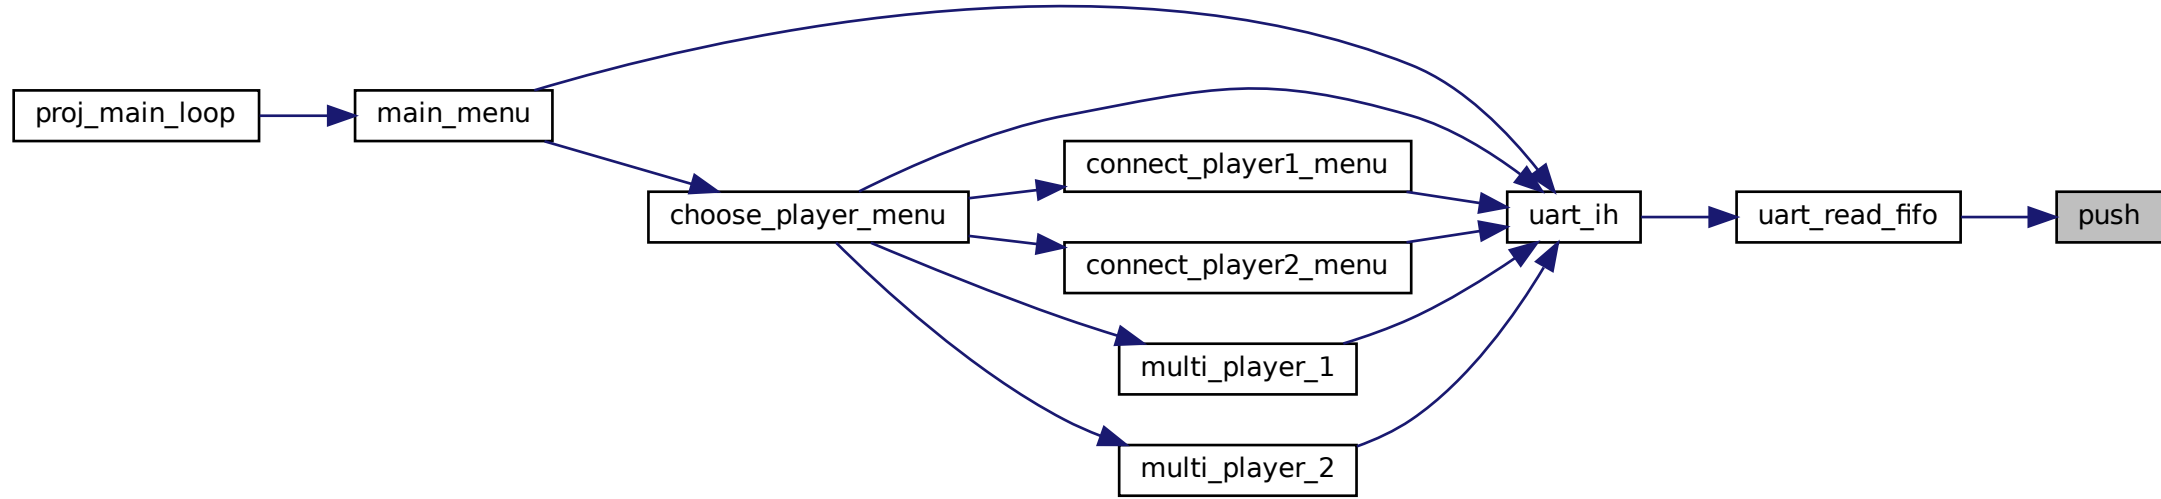 proj_main_loop
main_menu
choose_player_menu
connect_player1_menu
connect_player2_menu
multi_player_1
multi_player_2
uart_ih
uart_read_fifo
push